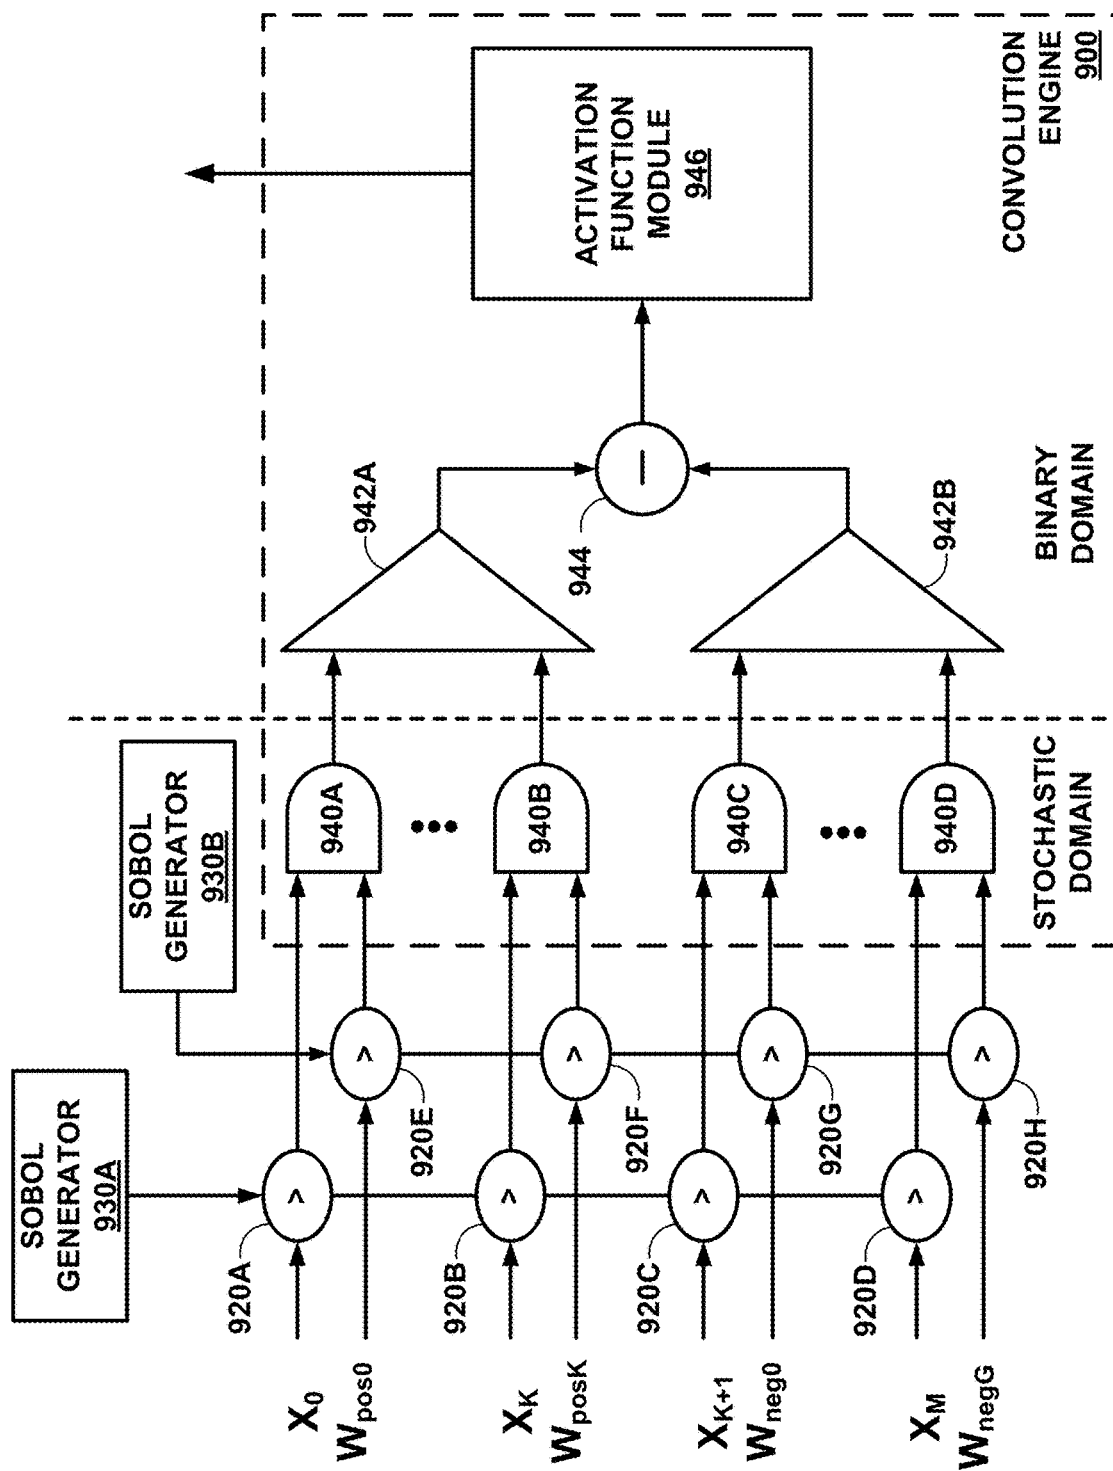 SOBOL
GENERATOR
930A
SOBOL
GENERATOR
930B
X0
Wpos0
XK
WposK
XK+1
Wneg0
XM
WnegG
920A
920B
920C
920D
920E
920F
920G
920H
>
>
>
>
>
>
>
>
940A
•••
940B
940C
•••
940D
942A
942B
944
—
ACTIVATION
FUNCTION
MODULE
946
STOCHASTIC
DOMAIN
BINARY
DOMAIN
CONVOLUTION
ENGINE
900